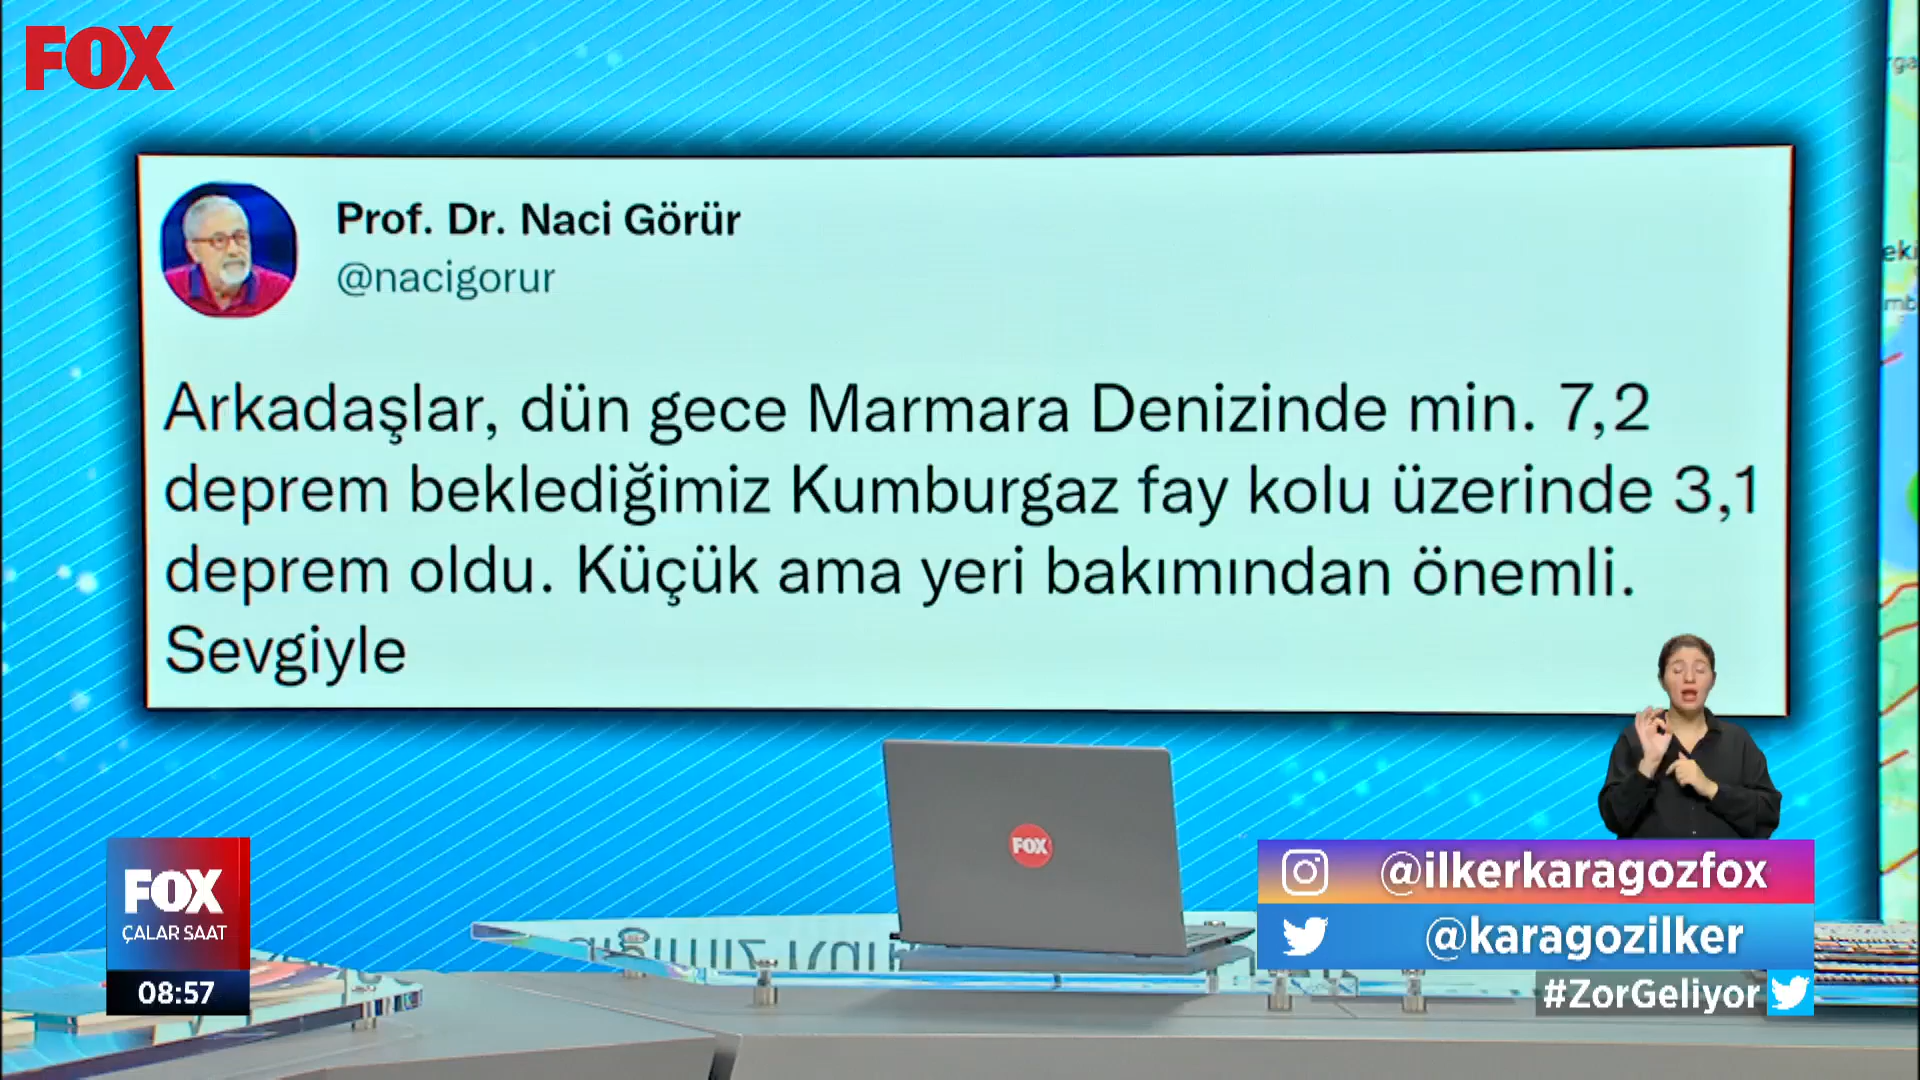 FOX
Prof. Dr. Naci Görür
@nacigorur
Arkadaşlar, dün gece Marmara Denizinde min. 7,2
deprem beklediğimiz Kumburgaz fay kolu üzerinde 3,1
deprem oldu. Küçük ama yeri bakımından önemli.
Sevgiyle
FOX
@ilkerkaragozfox
@karagozilker
#ZorGeliyor
FOX
ÇALAR SAAT
08:57